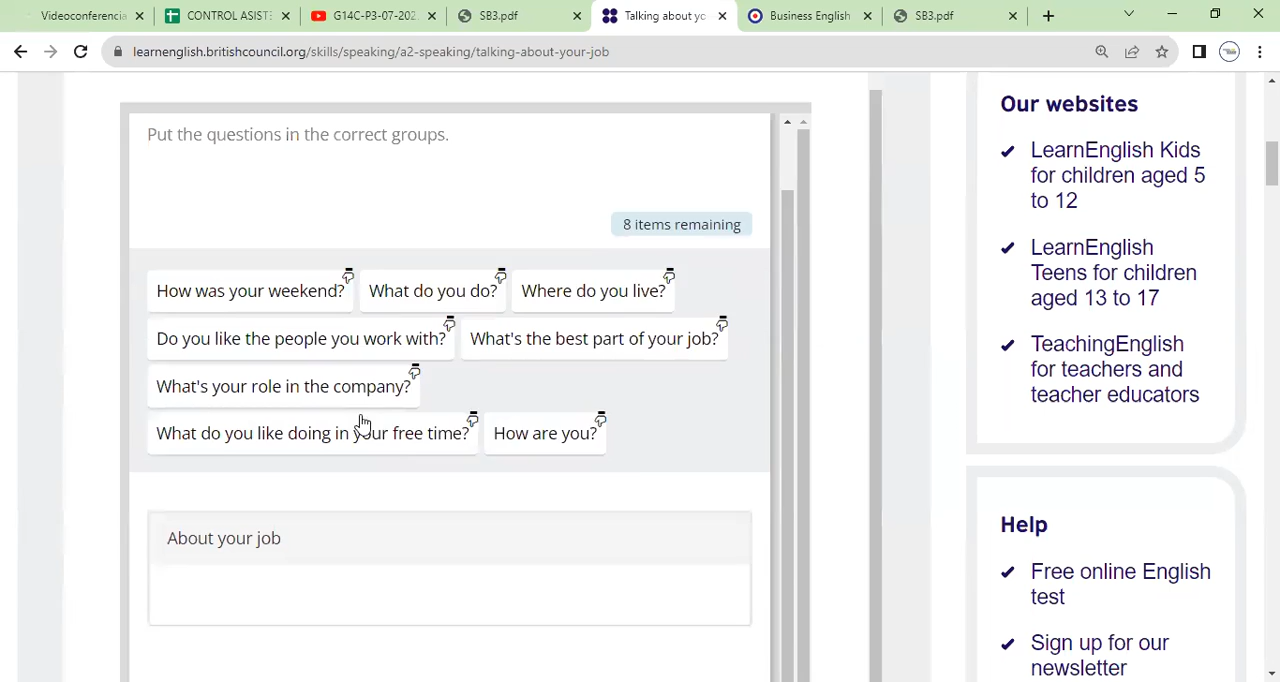 Videoconferencia
CONTROL ASIST
G14C-P3-07-202
SB3.pdf
Talking about yo
Business English
SB3.pdf
learnenglish.britishcouncil.org/skills/speaking/a2-speaking/talking-about-your-job
Put the questions in the correct groups.
8 items remaining
How was your weekend?
What do you do?
Where do you live?
Do you like the people you work with?
What's the best part of your job?
What's your role in the company?
What do you like doing in your free time?
How are you?
About your job
Our websites
LearnEnglish Kids
for children aged 5
to 12
LearnEnglish
Teens for children
aged 13 to 17
TeachingEnglish
for teachers and
teacher educators
Help
Free online English
test
Sign up for our
newsletter